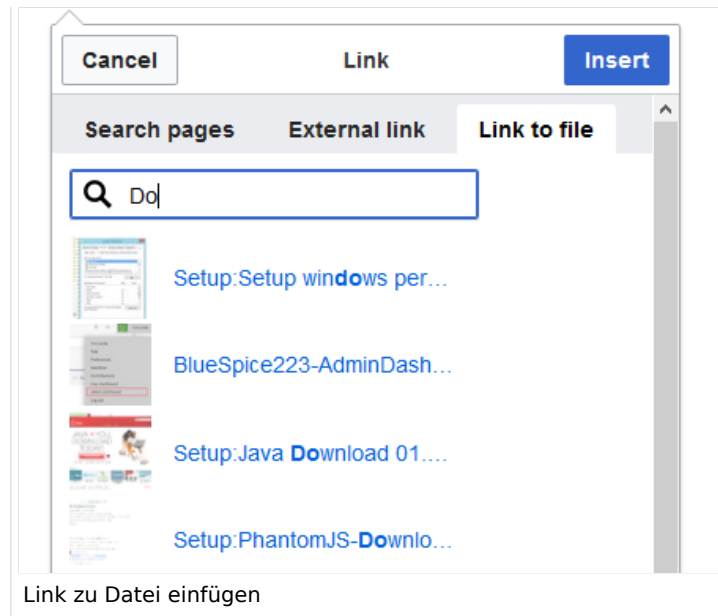 Cancel Link Insert
Search pages External link Link to file
Do
Setup:Setup windows per...
BlueSpice223-AdminDash...
Setup:Java Download 01....
Setup:PhantomJS-Downlo...
Link zu Datei einfügen